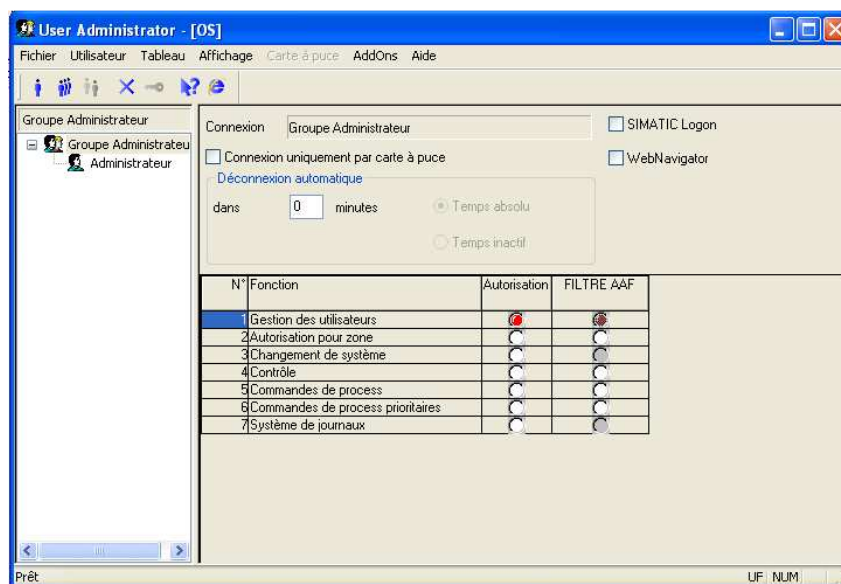 User Administrator - [OS]
Fichier Utilisateur Tableau Affichage Carte à puce AddOns Aide
Groupe Administrateur
Groupe Administrateu
Administrateur
Connexion Groupe Administrateur
SIMATIC Logon
Connexion uniquement par carte à puce
WebNavigator
Déconnexion automatique
dans 0 minutes Temps absolu
Temps inactif
N° Fonction Autorisation FILTRE AAF
1 Gestion des utilisateurs
2 Autorisation pour zone
3 Changement de système
4 Contrôle
5 Commandes de process
6 Commandes de process prioritaires
7 Système de journaux
Prêt UF NUM